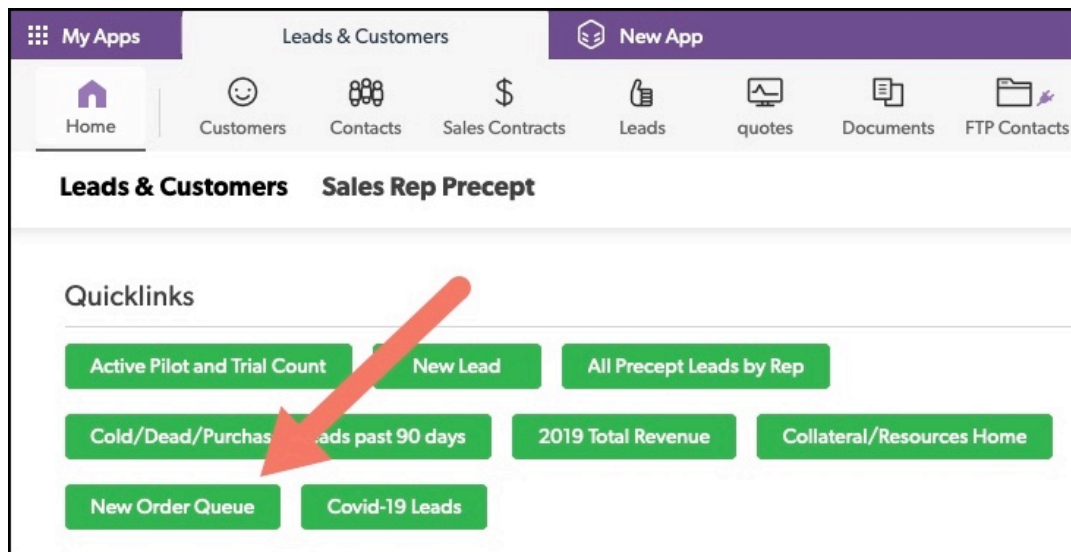 My Apps Leads & Customers New App
Home Customers Contacts Sales Contracts Leads quotes Documents FTP Contacts
Leads & Customers Sales Rep Precept
Quicklinks
Active Pilot and Trial Count New Lead All Precept Leads by Rep
Cold/Dead/Purchas ads past 90 days 2019 Total Revenue Collateral/Resources Home
New Order Queue Covid-19 Leads